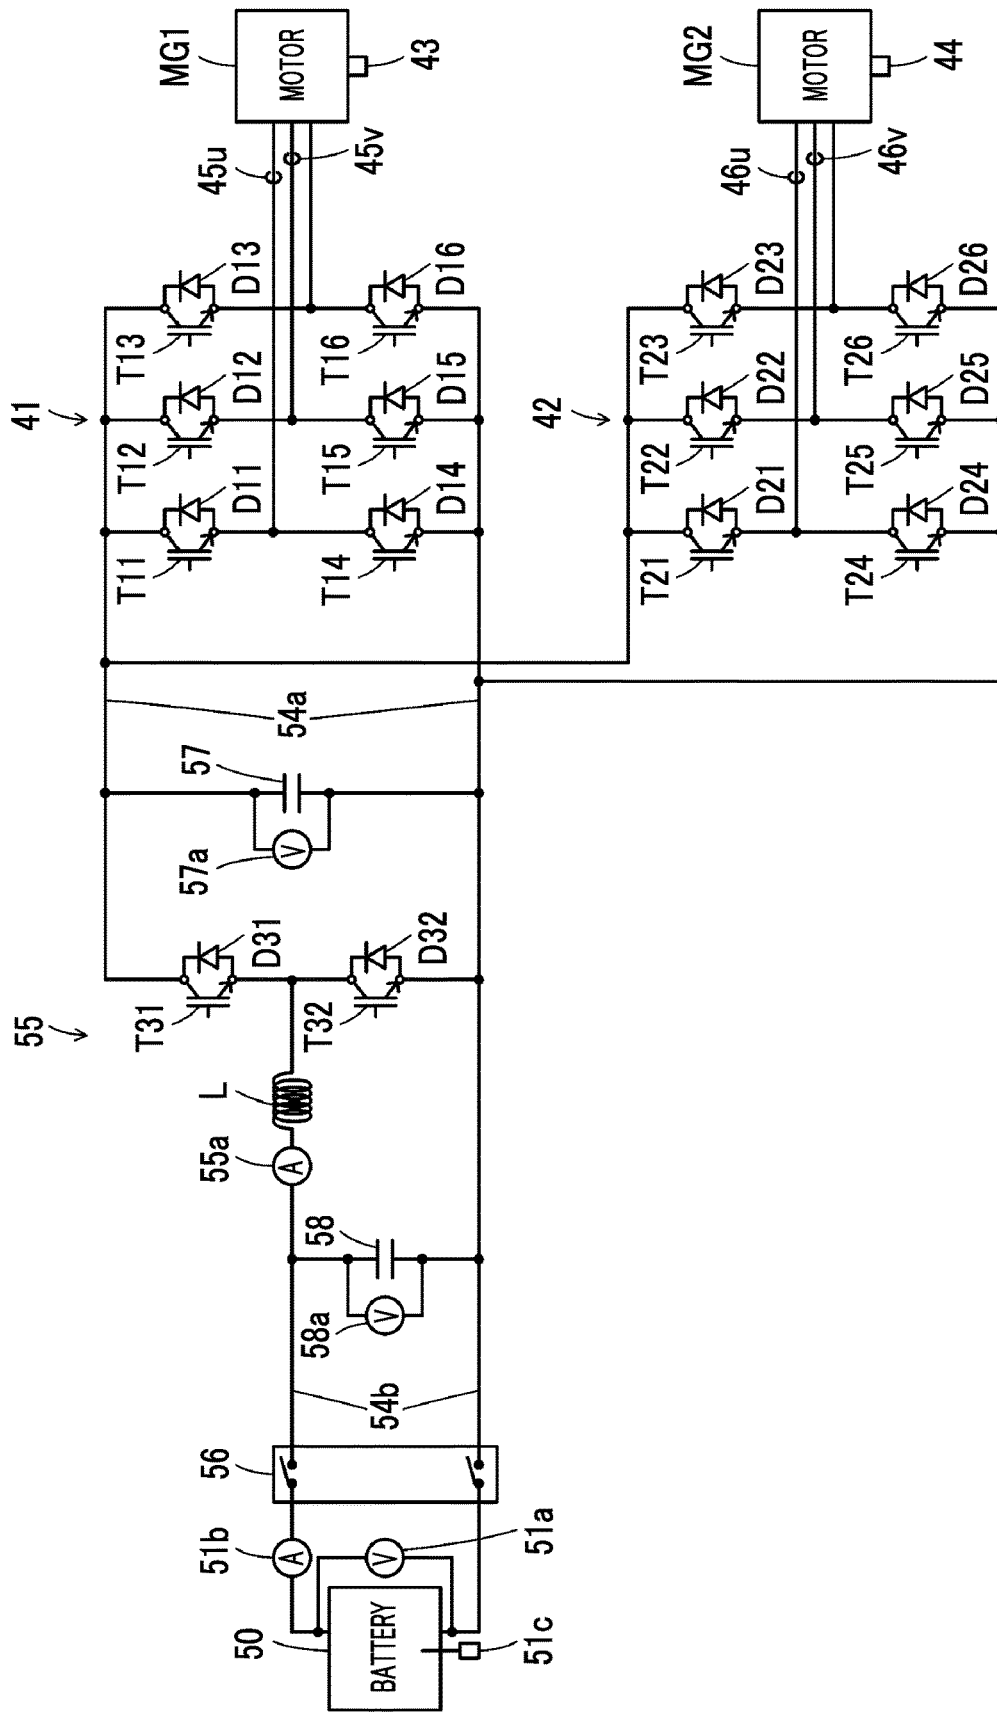 55
41
MG1
MOTOR
43
45u
45v
T13
D13
T12
D12
T11
D11
T16
D16
T15
D15
T14
D14
42
MG2
MOTOR
44
46u
46v
T23
D23
T22
D22
T21
D21
T26
D26
T25
D25
T24
D24
54a
57
57a
V
T31
D31
T32
D32
L
55a
A
58
58a
V
54b
56
51b
A
51a
V
50
BATTERY
51c